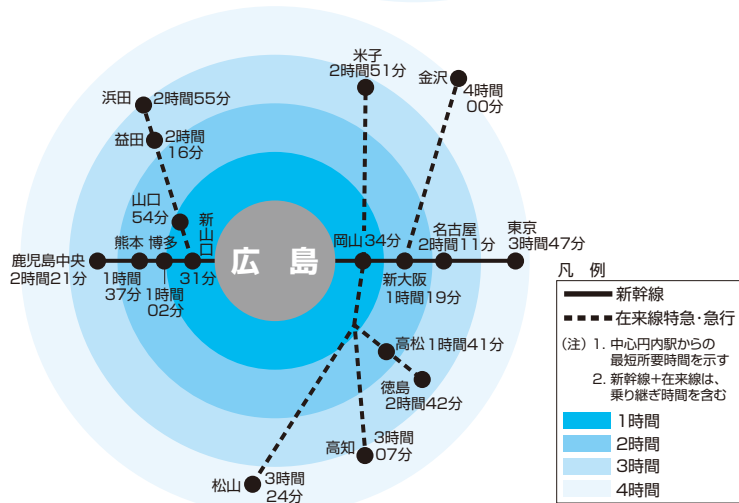 米子
2時間51分
金沢
4時間
00分
浜田
2時間55分
益田
2時間
16分
山口
54分
新山口
31分
熊本
1時間
37分
博多
1時間
02分
鹿児島中央
2時間21分
広 島
岡山
34分
新大阪
1時間19分
名古屋
2時間11分
東京
3時間47分
高松
1時間41分
徳島
2時間42分
高知
3時間
07分
松山
3時間
24分
凡 例
新幹線
在来線特急・急行
(注) 1. 中心円内駅からの
最短所要時間を示す
2. 新幹線+在来線は、
乗り継ぎ時間を含む
1時間
2時間
3時間
4時間